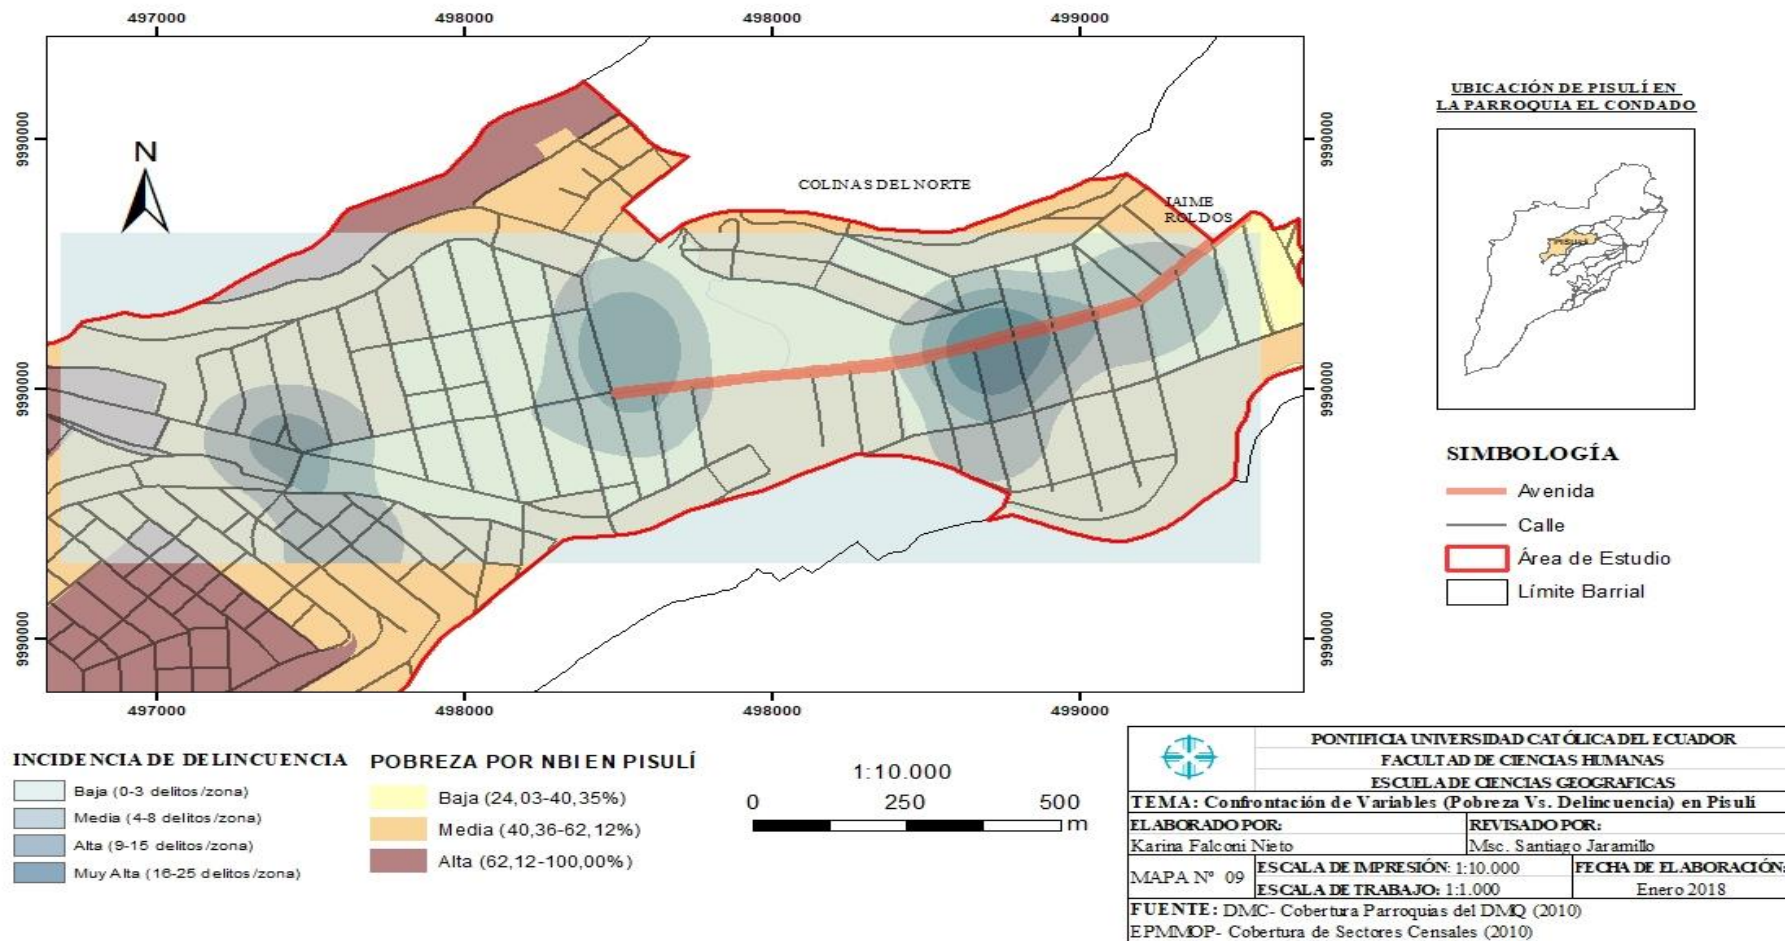 497000
498000
498000
499000
9990000
9990000
9990000
9990000
9990000
9990000
N
COLINAS DEL NORTE
JAIME
ROLDOS
497000
498000
498000
499000
UBICACIÓN DE PISULÍ EN
LA PARROQUIA EL CONDADO
PISULÍ
SIMBOLOGÍA
Avenida
Calle
Área de Estudio
Límite Barrial
INCIDENCIA DE DELINCUENCIA
Baja (0-3 delitos/zona)
Media (4-8 delitos/zona)
Alta (9-15 delitos/zona)
Muy Alta (16-25 delitos/zona)
POBREZA POR NBI EN PISULÍ
Baja (24,03-40,35%)
Media (40,36-62,12%)
Alta (62,12-100,00%)
1:10.000
0 250 500
m
PONTIFICIA UNIVERSIDAD CATÓLICA DEL ECUADOR
FACULTAD DE CIENCIAS HUMANAS
ESCUELA DE CIENCIAS GEOGRAFICAS
TEMA: Confrontación de Variables (Pobreza Vs. Delincuencia) en Pisulí
ELABORADO POR: REVISADO POR:
Karina Falconi Nieto Msc. Santiago Jaramillo
MAPA Nº 09
ESCALA DE IMPRESIÓN: 1:10.000 FECHA DE ELABORACIÓN:
ESCALA DE TRABAJO: 1:1.000 Enero 2018
FUENTE: DMC- Cobertura Parroquias del DMQ (2010)
EPMMOP- Cobertura de Sectores Censales (2010)